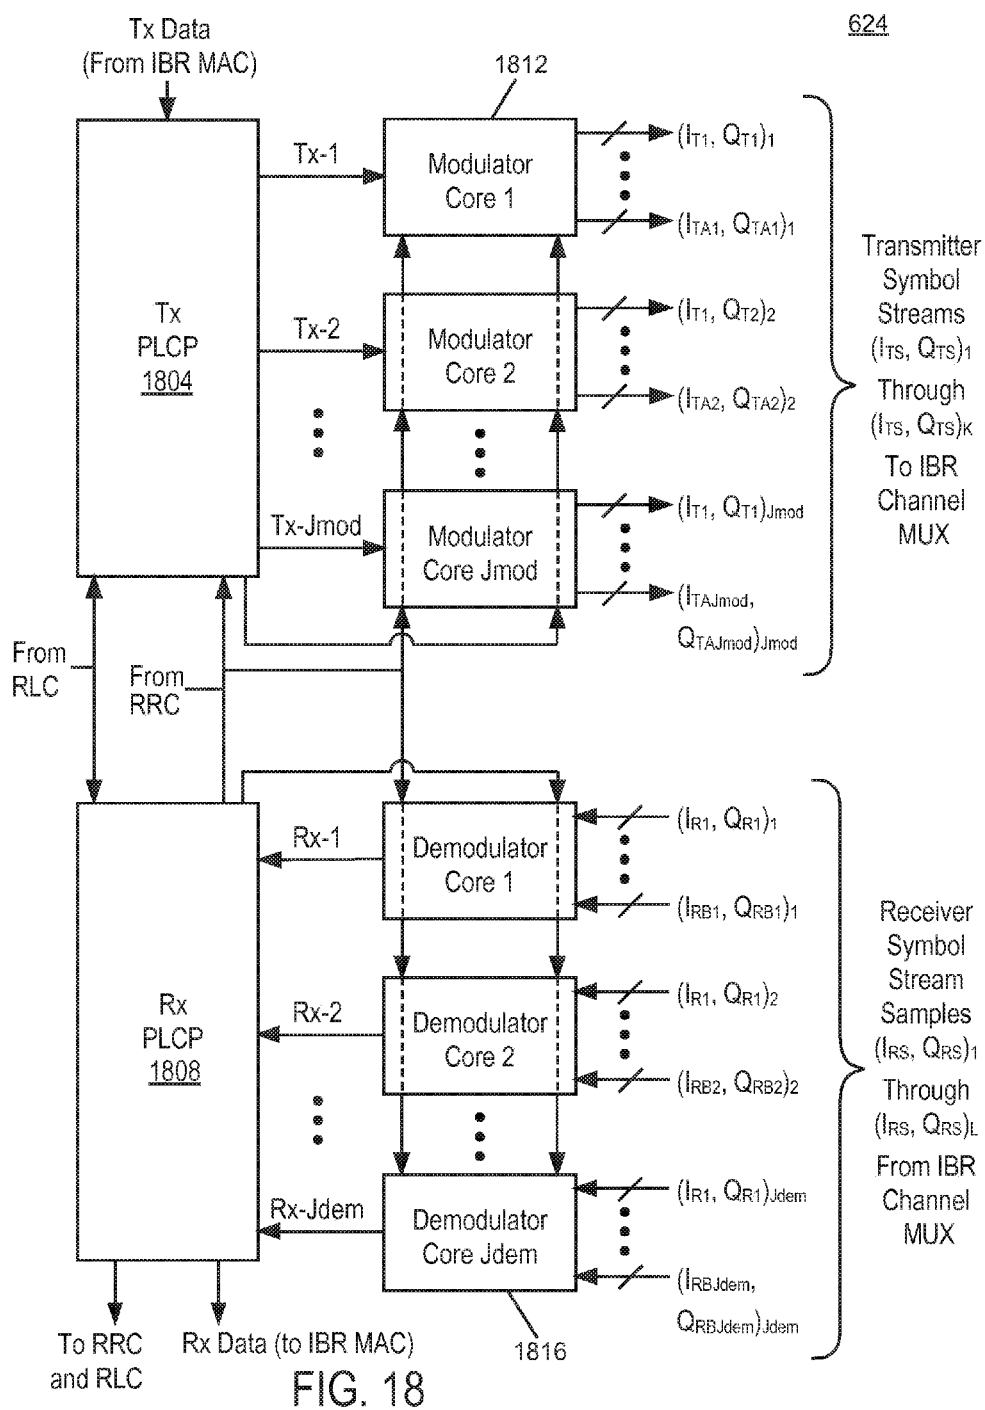 624
Tx Data
(From IBR MAC)
1812
Tx
PLCP
1804
Tx-1
Modulator
Core 1
(IT1, QT1)1
(ITA1, QTA1)1
Tx-2
Modulator
Core 2
(IT1, QT2)2
(ITA2, QTA2)2
Tx-Jmod
Modulator
Core Jmod
(IT1, QT1)Jmod
(ITAJmod,
QTAJmod)Jmod
Transmitter
Symbol
Streams
(ITS, QTS)1
Through
(ITS, QTS)K
To IBR
Channel
MUX
From
RLC
From
RRC
Rx
PLCP
1808
Rx-1
Demodulator
Core 1
(IR1, QR1)1
(IRB1, QRB1)1
Rx-2
Demodulator
Core 2
(IR1, QR1)2
(IRB2, QRB2)2
Rx-Jdem
Demodulator
Core Jdem
(IR1, QR1)Jdem
(IRBJdem,
QRBJdem)Jdem
Receiver
Symbol
Stream
Samples
(IRS, QRS)1
Through
(IRS, QRS)L
From IBR
Channel
MUX
1816
To RRC
and RLC
Rx Data (to IBR MAC)
FIG. 18